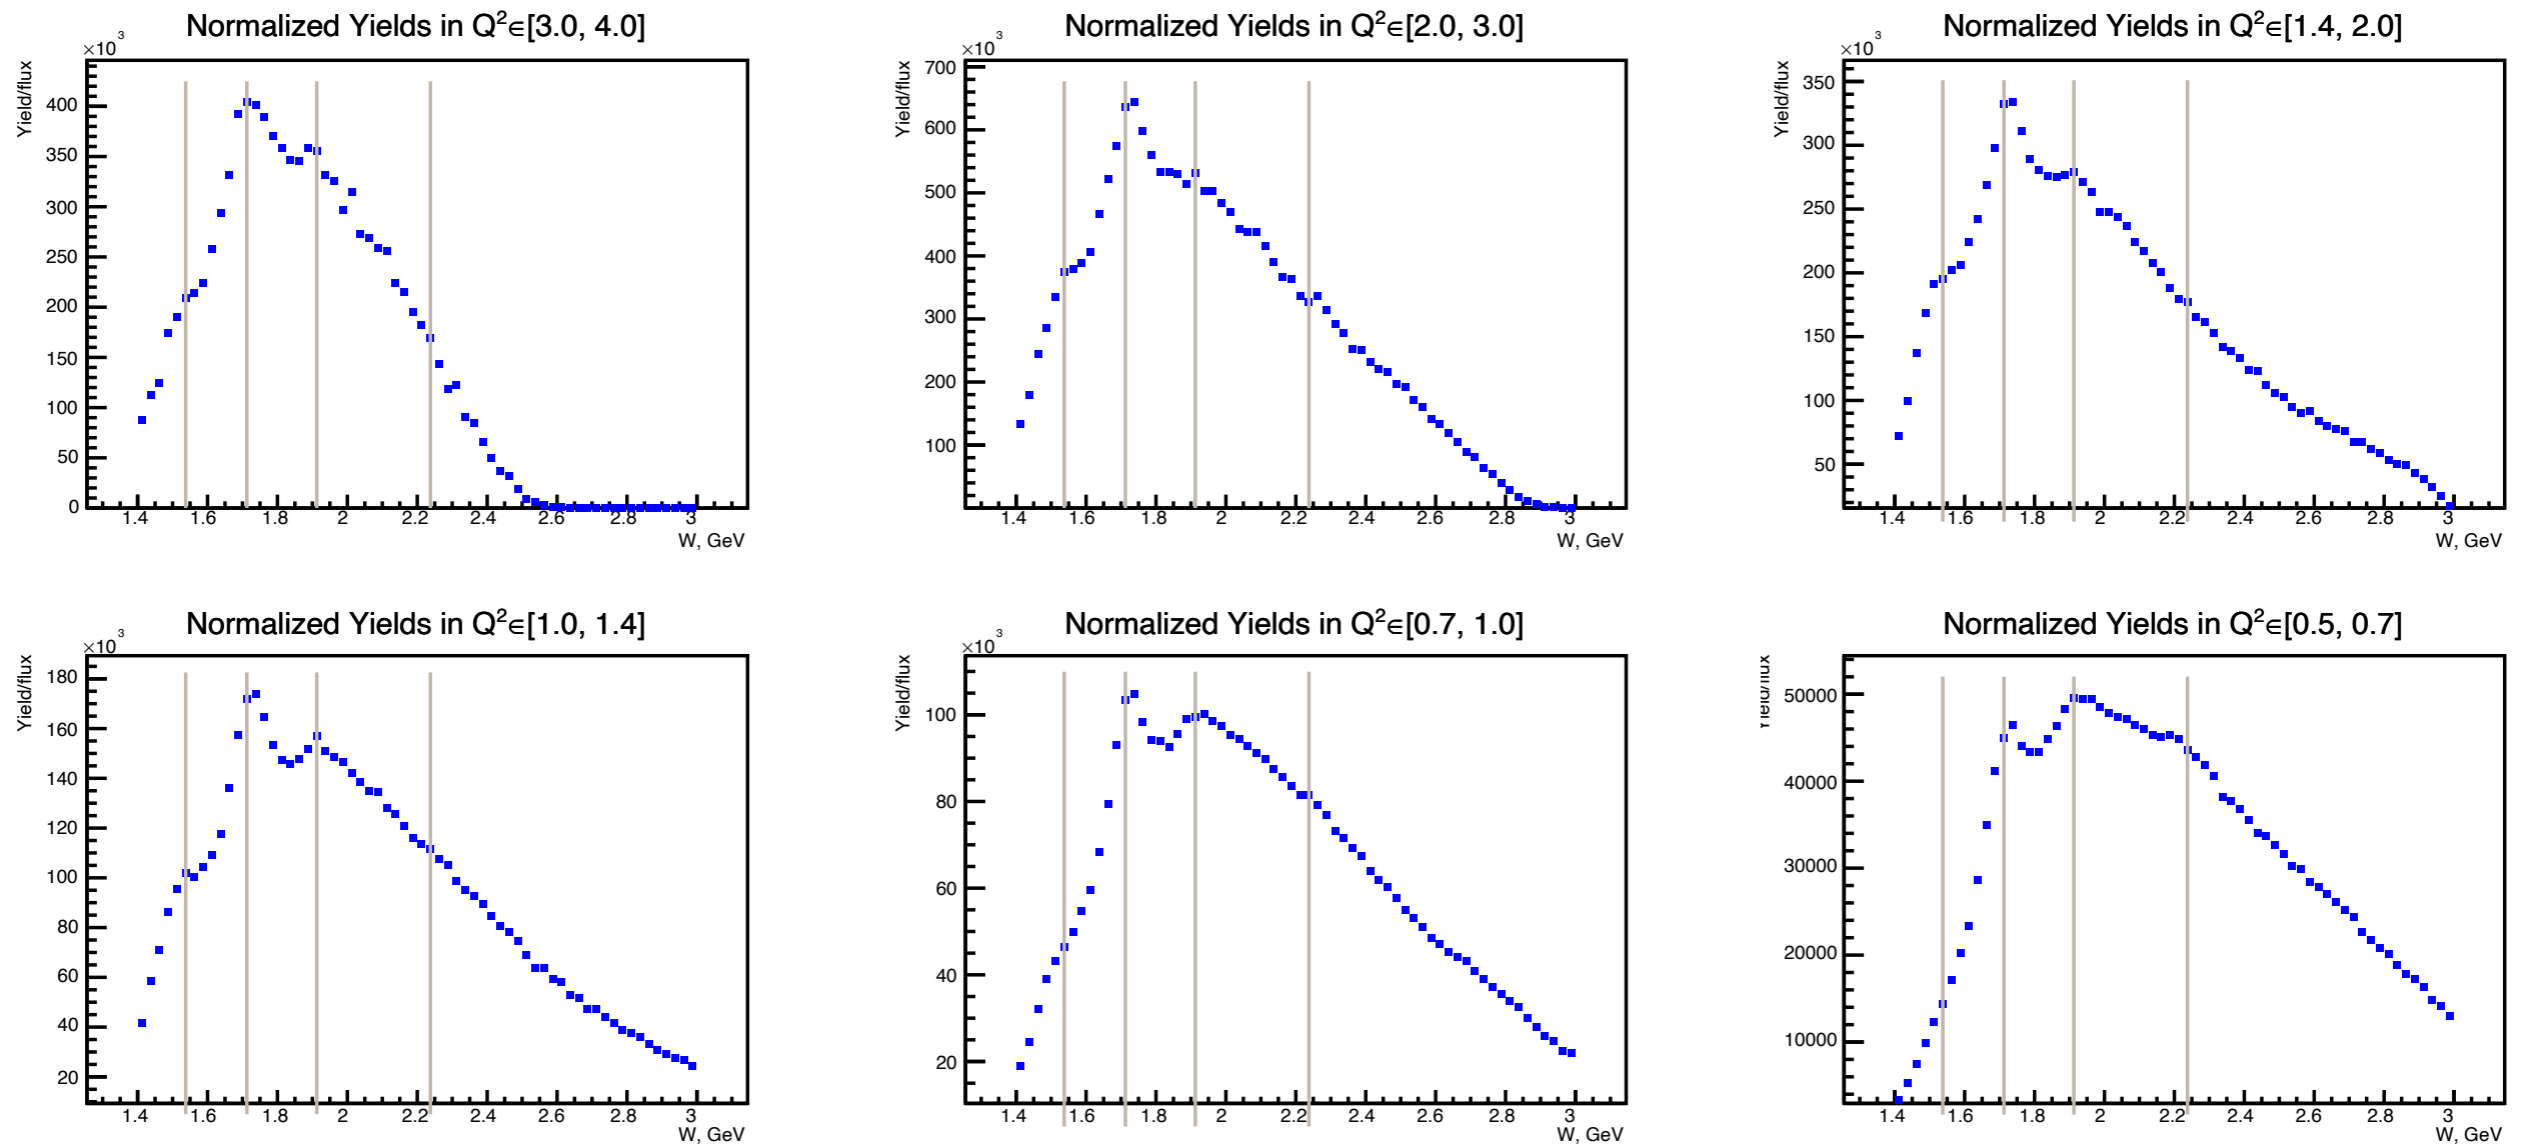 Normalized Yields in Q²∈[3.0, 4.0]
×10³
Yield/flux
400
350
300
250
200
150
100
50
0
1.4 1.6 1.8 2 2.2 2.4 2.6 2.8 3
W, GeV
Normalized Yields in Q²∈[2.0, 3.0]
×10³
Yield/flux
700
600
500
400
300
200
100
1.4 1.6 1.8 2 2.2 2.4 2.6 2.8 3
W, GeV
Normalized Yields in Q²∈[1.4, 2.0]
×10³
Yield/flux
350
300
250
200
150
100
50
1.4 1.6 1.8 2 2.2 2.4 2.6 2.8 3
W, GeV
Normalized Yields in Q²∈[1.0, 1.4]
×10³
Yield/flux
180
160
140
120
100
80
60
40
20
1.4 1.6 1.8 2 2.2 2.4 2.6 2.8 3
W, GeV
Normalized Yields in Q²∈[0.7, 1.0]
×10³
Yield/flux
100
80
60
40
20
1.4 1.6 1.8 2 2.2 2.4 2.6 2.8 3
W, GeV
Normalized Yields in Q²∈[0.5, 0.7]
Yield/flux
50000
40000
30000
20000
10000
1.4 1.6 1.8 2 2.2 2.4 2.6 2.8 3
W, GeV